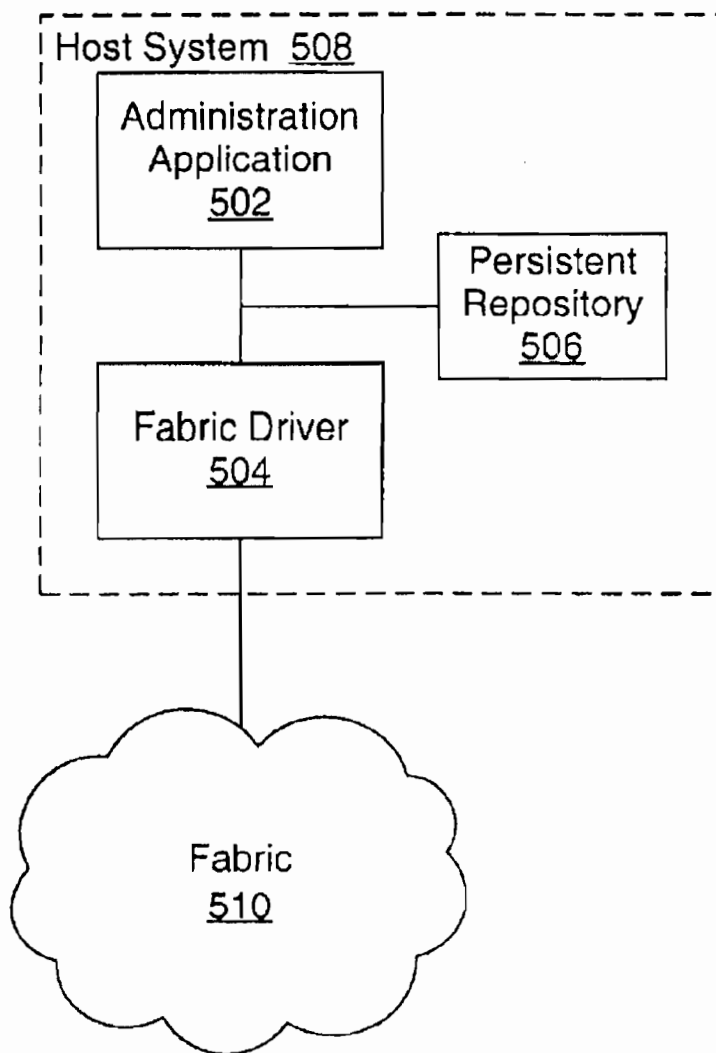 Host System 508
Administration
Application
502
Persistent
Repository
506
Fabric Driver
504
Fabric
510